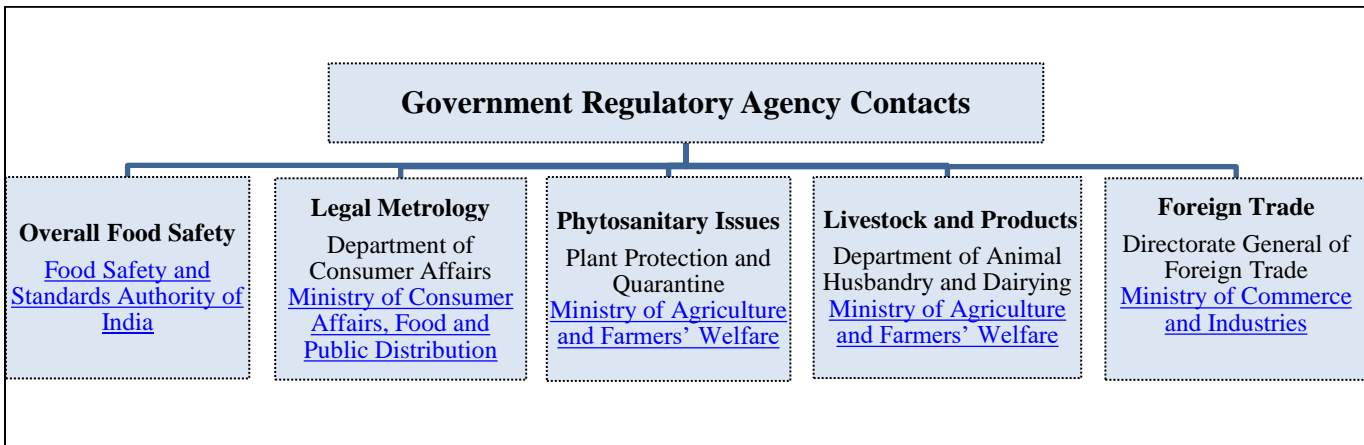 Government Regulatory Agency Contacts
Overall Food Safety
Food Safety and
Standards Authority of
India
Legal Metrology
Department of
Consumer Affairs
Ministry of Consumer
Affairs, Food and
Public Distribution
Phytosanitary Issues
Plant Protection and
Quarantine
Ministry of Agriculture
and Farmers’ Welfare
Livestock and Products
Department of Animal
Husbandry and Dairying
Ministry of Agriculture
and Farmers’ Welfare
Foreign Trade
Directorate General of
Foreign Trade
Ministry of Commerce
and Industries